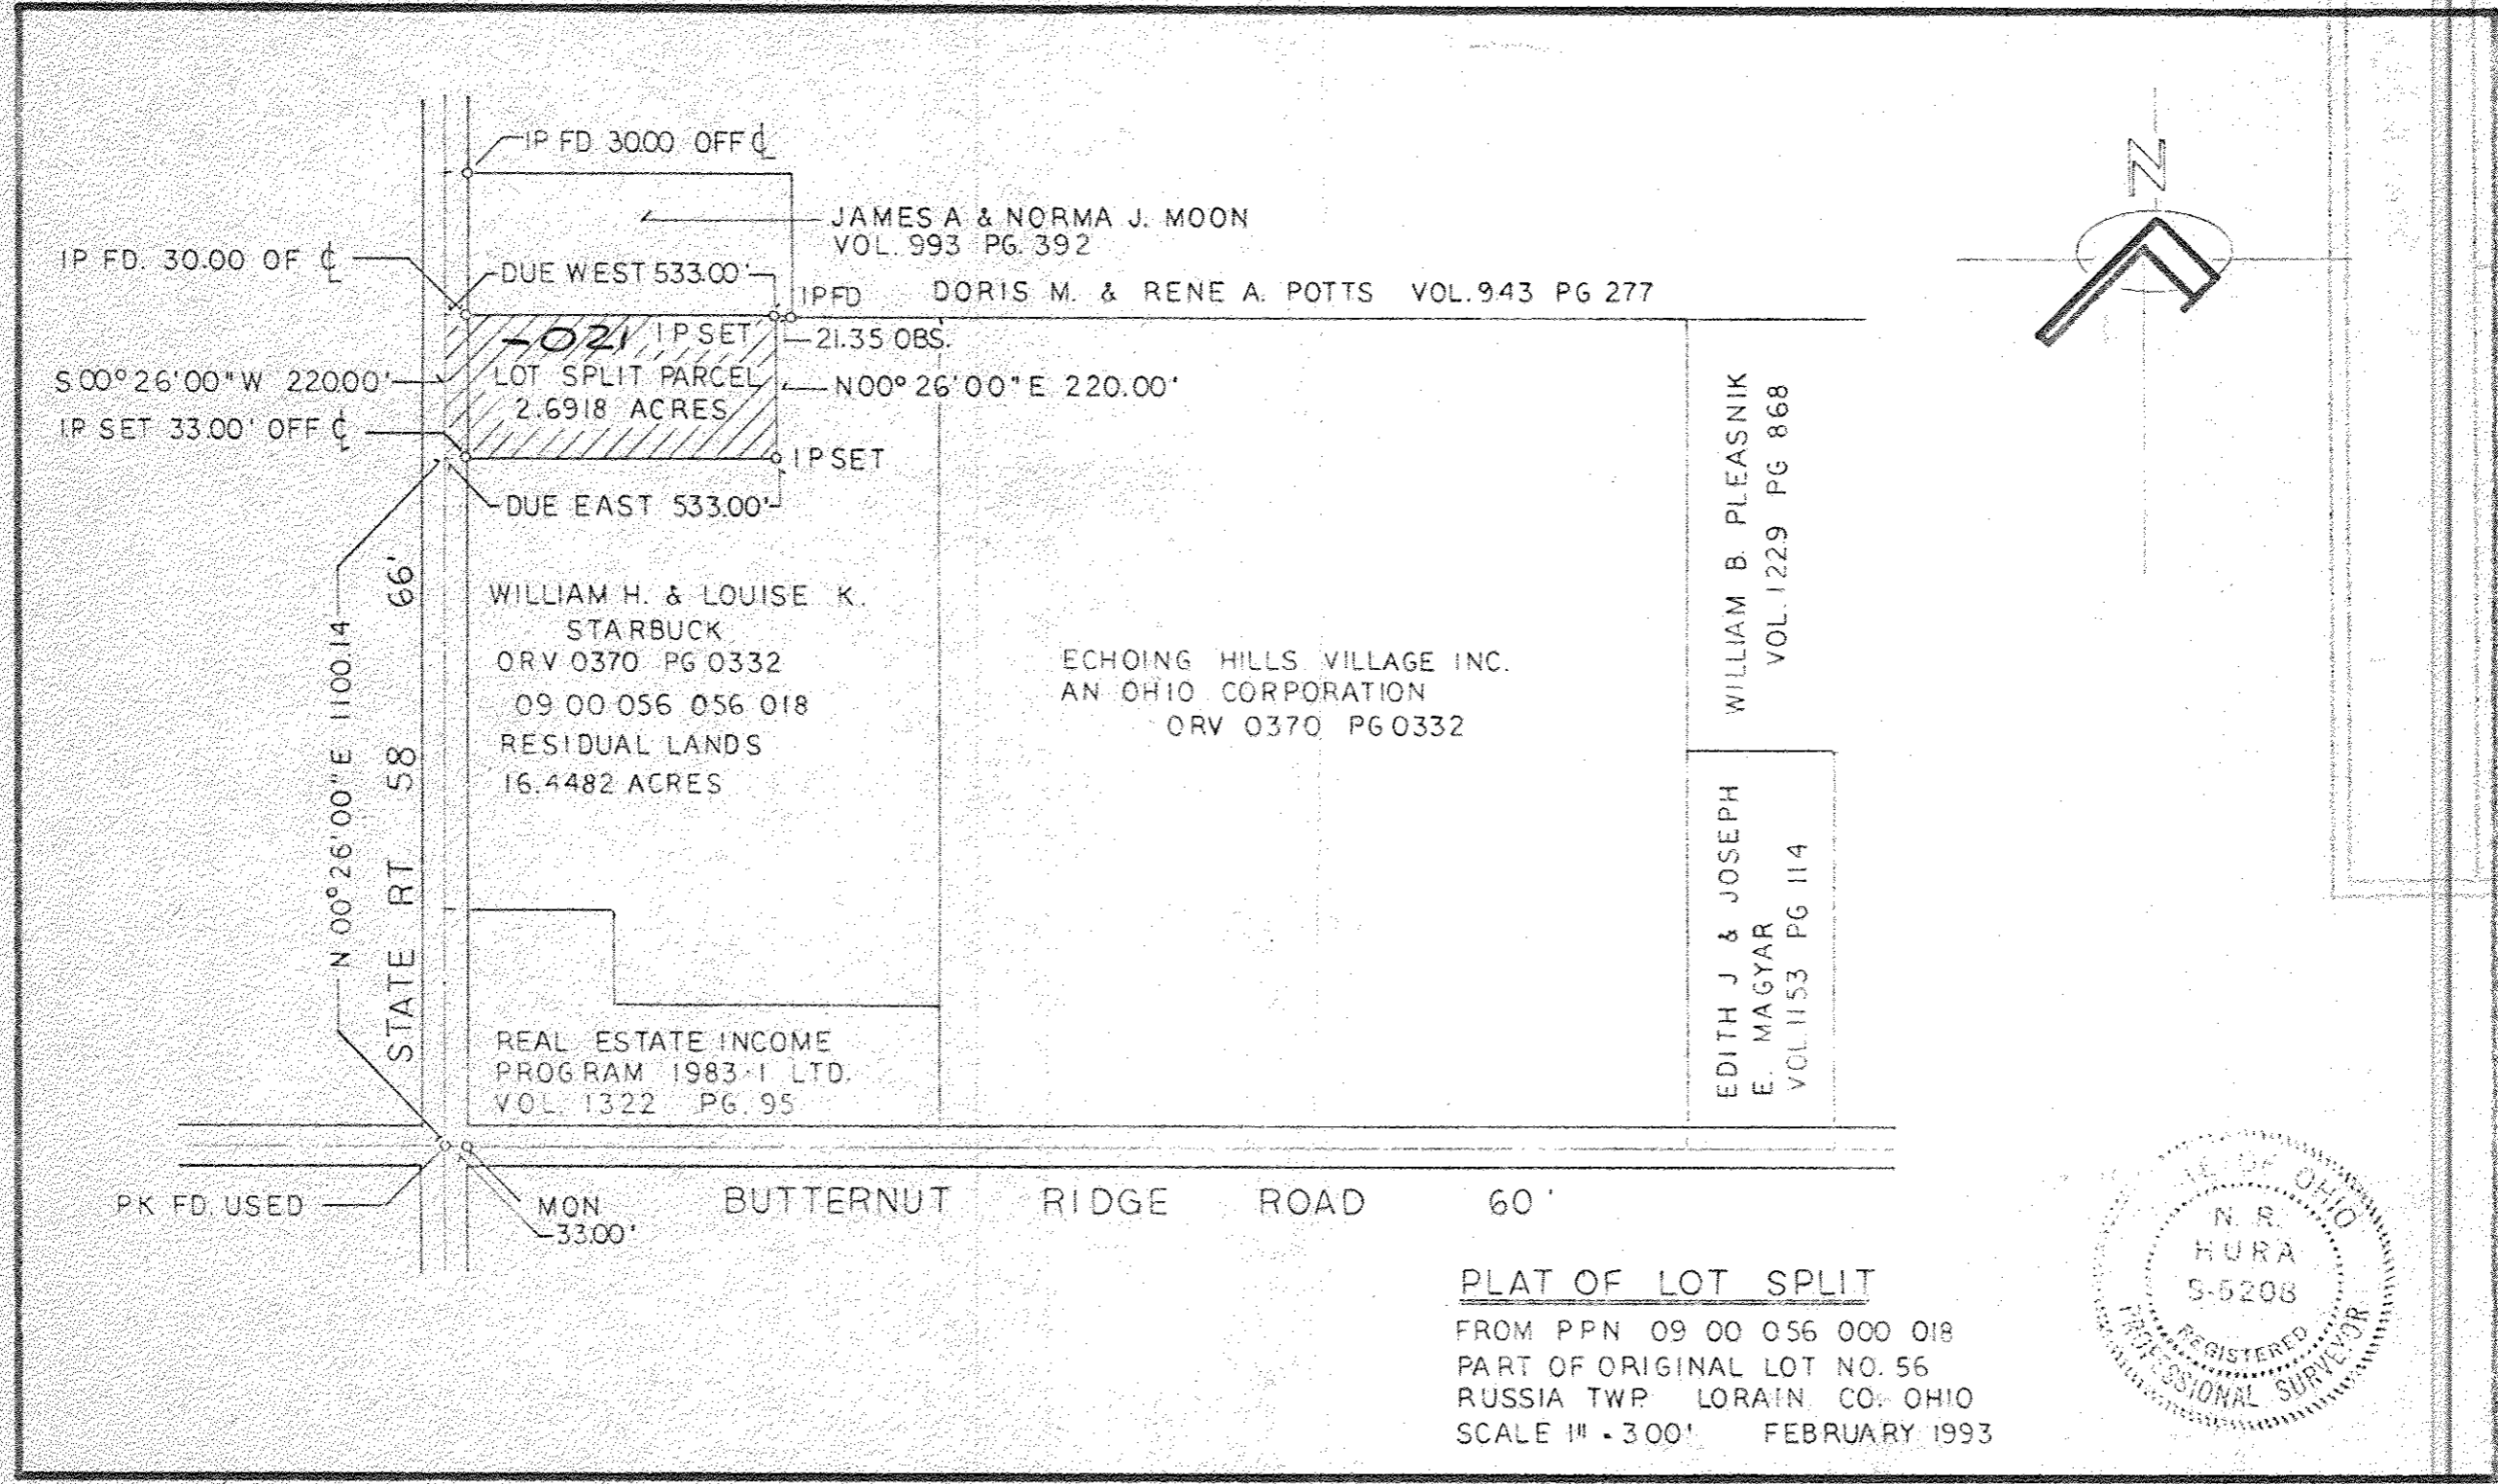 IP FD 30.00 OFF ℄
JAMES A & NORMA J. MOON
VOL. 993 PG. 392
IP FD. 30.00 OF ℄
DUE WEST 533.00'
IPFD
DORIS M. & RENE A. POTTS VOL. 943 PG 277
-021
IP SET
21.35 OBS.
S 00° 26' 00" W 220.00'
LOT SPLIT PARCEL
2.6918 ACRES
N 00° 26' 00" E 220.00'
I.P. SET 33.00' OFF ℄
IP SET
DUE EAST 533.00'
N 00° 26' 00" E 1100.14
STATE RT 58 66'
WILLIAM H. & LOUISE K.
STARBUCK
ORV 0370 PG 0332
09 00 056 056 018
RESIDUAL LANDS
16.4482 ACRES
ECHOING HILLS VILLAGE INC.
AN OHIO CORPORATION
ORV 0370 PG 0332
WILLIAM B. PLEASNIK
VOL. 1229 PG 868
EDITH J & JOSEPH
E. MAGYAR
VOL. 1153 PG 114
REAL ESTATE INCOME
PROGRAM 1983-1 LTD.
VOL. 1322 PG. 95
PK FD. USED
MON
33.00'
BUTTERNUT RIDGE ROAD 60'
N
PLAT OF LOT SPLIT
FROM PPN 09 00 056 000 018
PART OF ORIGINAL LOT NO. 56
RUSSIA TWP. LORAIN CO. OHIO
SCALE 1" - 300' FEBRUARY 1993
OF OHIO
N. R.
HURA
S-5208
REGISTERED
PROFESSIONAL SURVEYOR